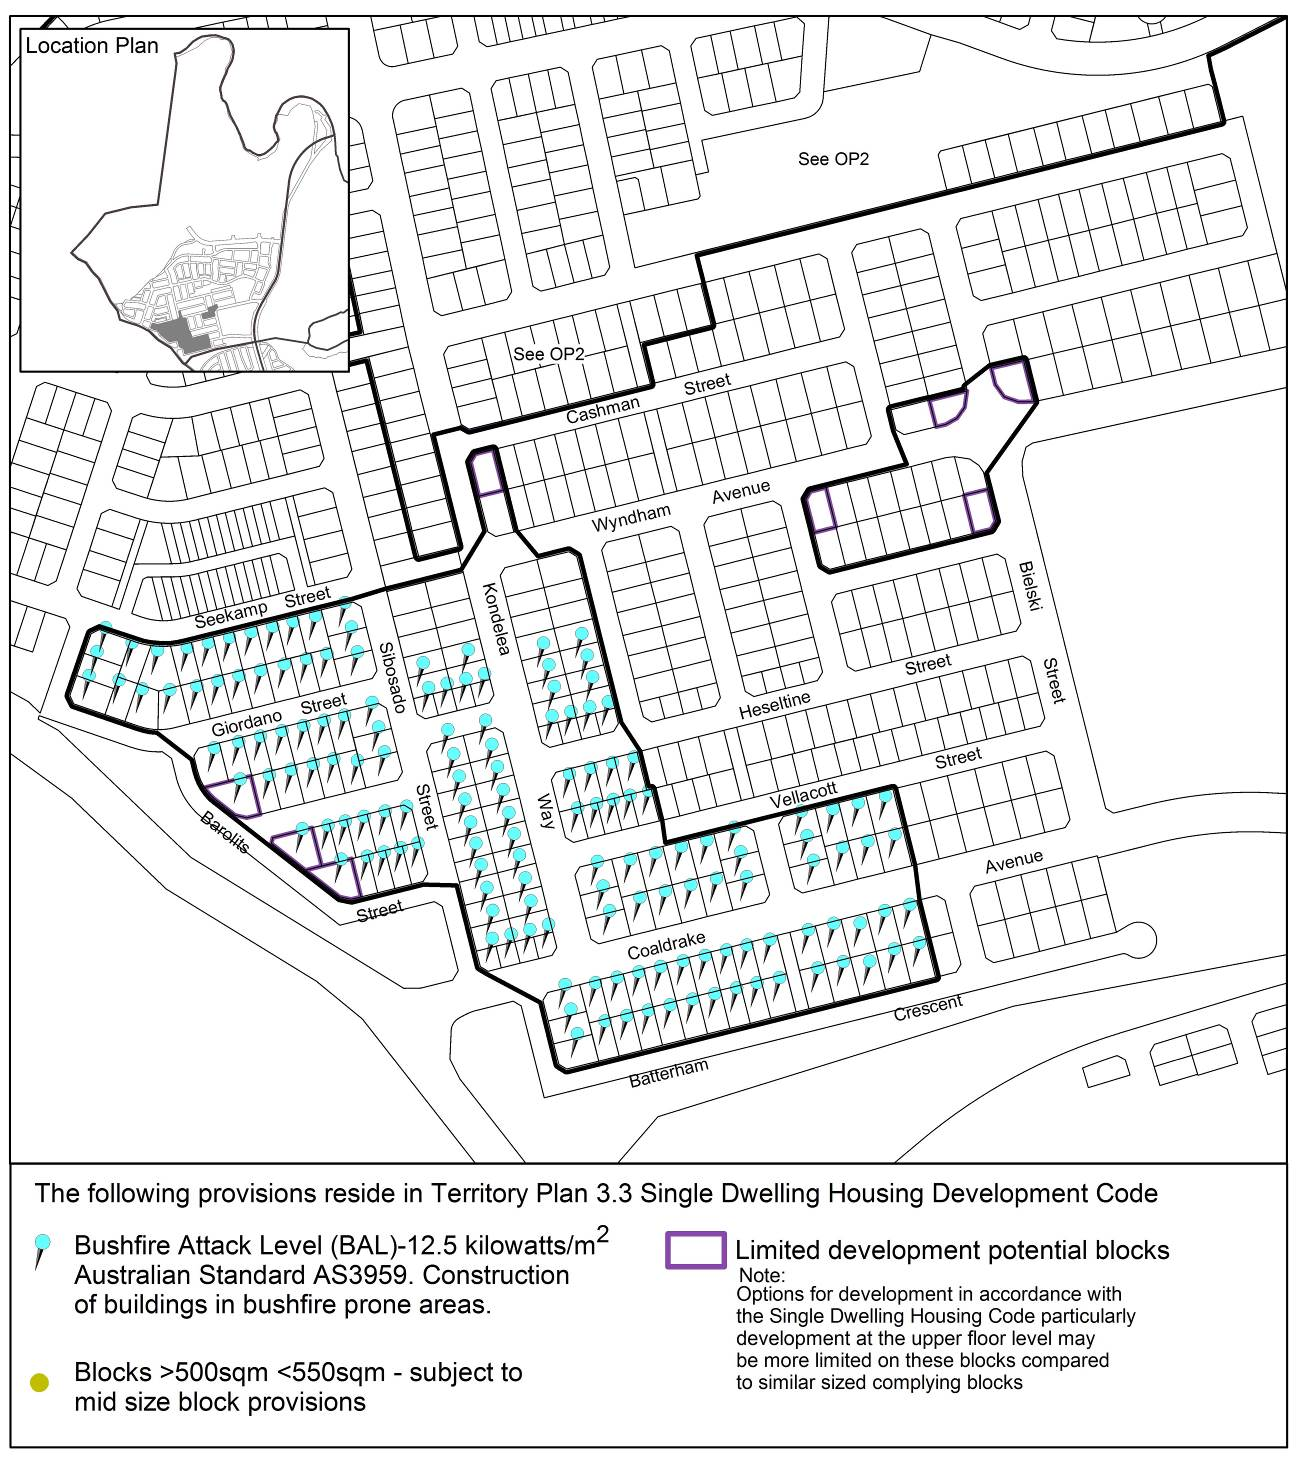 Location Plan
See OP2
See OP2
Cashman
Street
Wyndham
Avenue
Seekamp
Street
Kondelea
Way
Bielski
Street
Sibosado
Street
Giordano
Street
Heseltine
Street
Vellacott
Street
Barolits
Street
Avenue
Coaldrake
Crescent
Batterham
The following provisions reside in Territory Plan 3.3 Single Dwelling Housing Development Code
Bushfire Attack Level (BAL)-12.5 kilowatts/m2
Australian Standard AS3959. Construction
of buildings in bushfire prone areas.
Blocks >500sqm <550sqm - subject to
mid size block provisions
Limited development potential blocks
Note:
Options for development in accordance with
the Single Dwelling Housing Code particularly
development at the upper floor level may
be more limited on these blocks compared
to similar sized complying blocks